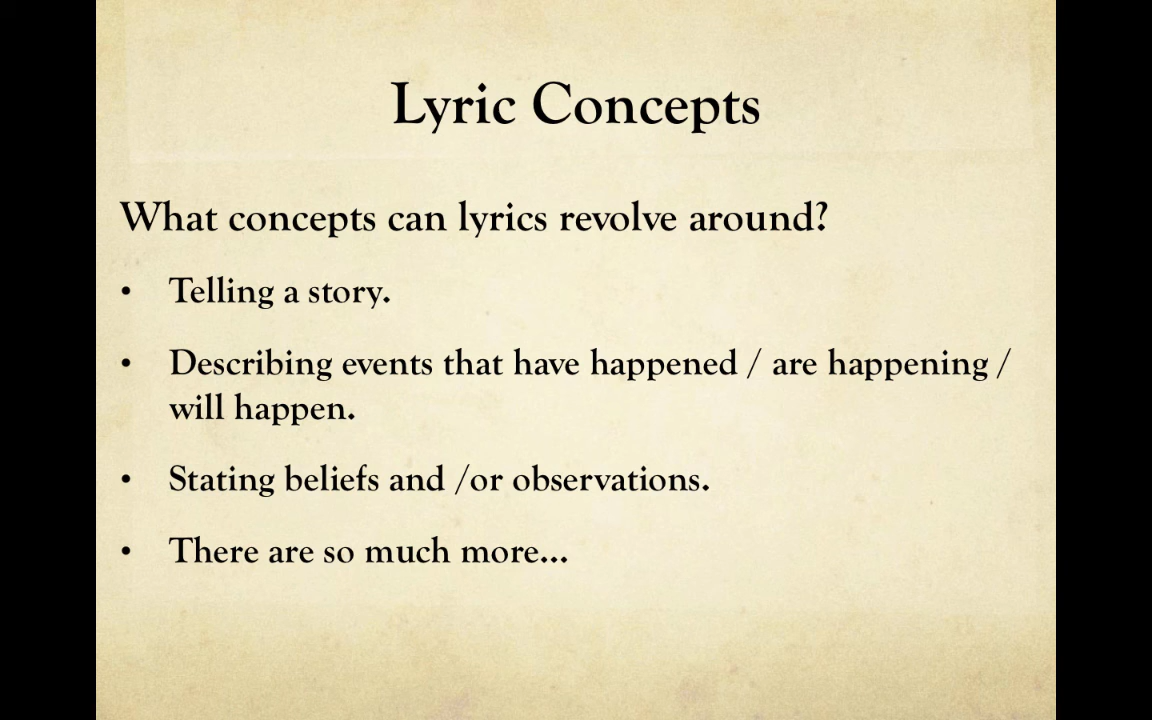 Lyric Concepts
What concepts can lyrics revolve around?
• Telling a story.
• Describing events that have happened / are happening /
will happen.
• Stating beliefs and /or observations.
• There are so much more...